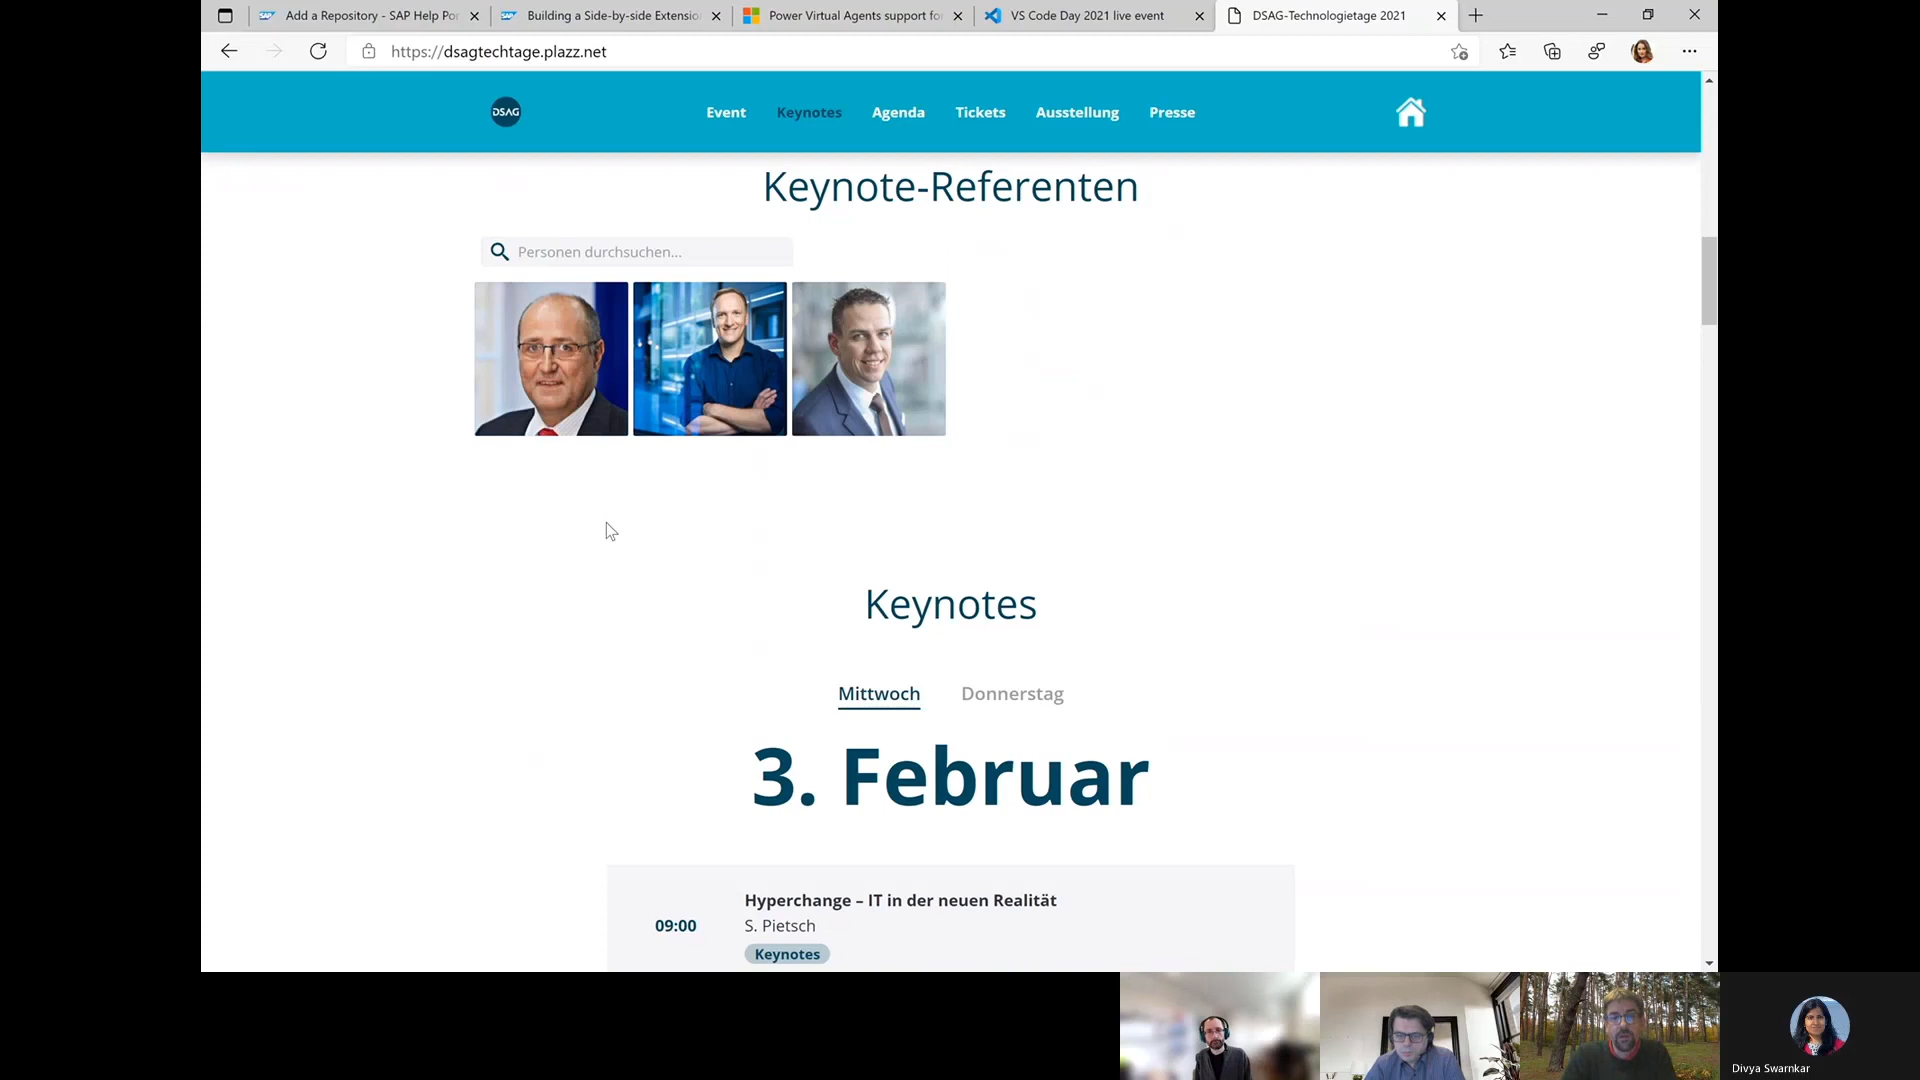 Add a Repository - SAP Help Por
Building a Side-by-side Extensio
Power Virtual Agents support fo
VS Code Day 2021 live event
DSAG-Technologietage 2021
https://dsagtechtage.plazz.net
DSAG
Event
Keynotes
Agenda
Tickets
Ausstellung
Presse
Keynote-Referenten
Personen durchsuchen...
Keynotes
Mittwoch
Donnerstag
3. Februar
09:00
Hyperchange – IT in der neuen Realität
S. Pietsch
Keynotes
Divya Swarnkar